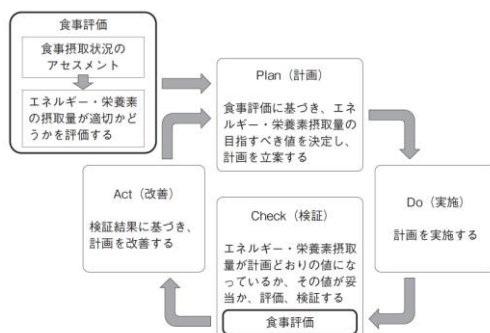 食事評価
食事摂取状況の
アセスメント
エネルギー・栄養素
の摂取量が適切かど
うかを評価する
Plan（計画）
食事評価に基づき、エネ
ルギー・栄養素摂取量の
目指すべき値を決定し、
計画を立案する
Do（実施）
計画を実施する
Check（検証）
エネルギー・栄養素摂取
量が計画どおりの値にな
っているか、その値が妥
当か、評価、検証する
食事評価
Act（改善）
検証結果に基づき、
計画を改善する